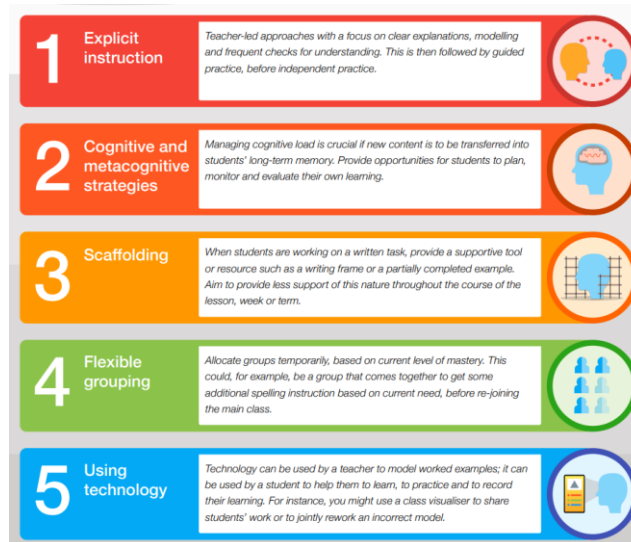 1
Explicit
instruction
Teacher-led approaches with a focus on clear explanations, modelling
and frequent checks for understanding. This is then followed by guided
practice, before independent practice.
2
Cognitive and
metacognitive
strategies
Managing cognitive load is crucial if new content is to be transferred into
students' long-term memory. Provide opportunities for students to plan,
monitor and evaluate their own learning.
3
Scaffolding
When students are working on a written task, provide a supportive tool
or resource such as a writing frame or a partially completed example.
Aim to provide less support of this nature throughout the course of the
lesson, week or term.
4
Flexible
grouping
Allocate groups temporarily, based on current level of mastery. This
could, for example, be a group that comes together to get some
additional spelling instruction based on current need, before re-joining
the main class.
5
Using
technology
Technology can be used by a teacher to model worked examples; it can
be used by a student to help them to learn, to practice and to record
their learning. For instance, you might use a class visualiser to share
students' work or to jointly rework an incorrect model.